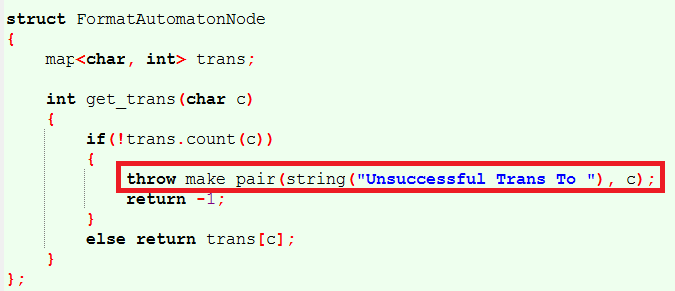 struct FormatAutomatonNode
{
map<char, int> trans;
int get_trans(char c)
{
if(!trans.count(c))
{
throw make_pair(string("Unsuccessful Trans To "), c);
return -1;
}
else return trans[c];
}
};